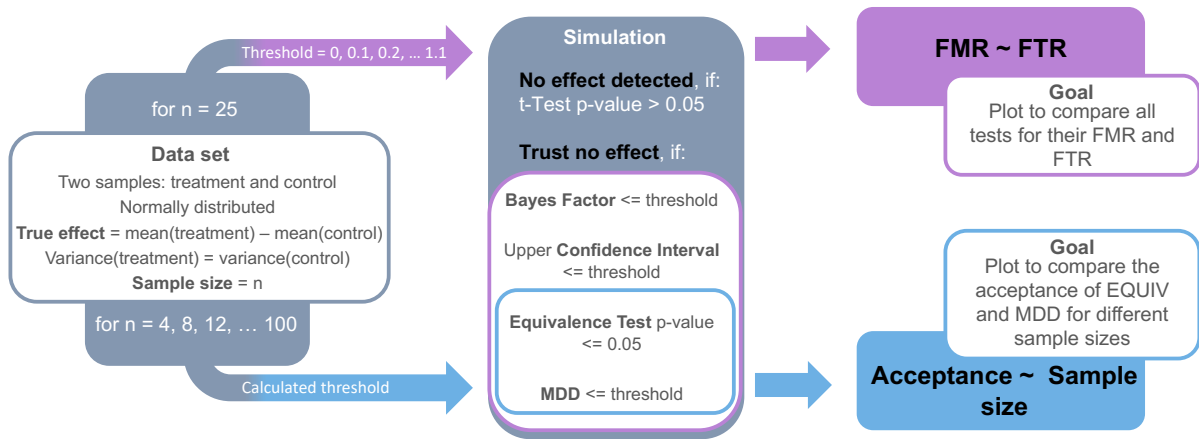 Threshold = 0, 0.1, 0.2, ... 1.1
for n = 25
Data set
Two samples: treatment and control
Normally distributed
True effect = mean(treatment) – mean(control)
Variance(treatment) = variance(control)
Sample size = n
for n = 4, 8, 12, ... 100
Calculated threshold
Simulation
No effect detected, if:
t-Test p-value > 0.05
Trust no effect, if:
Bayes Factor <= threshold
Upper Confidence Interval
<= threshold
Equivalence Test p-value
<= 0.05
MDD <= threshold
FMR ~ FTR
Goal
Plot to compare all
tests for their FMR and
FTR
Goal
Plot to compare the
acceptance of EQUIV
and MDD for different
sample sizes
Acceptance ~ Sample
size